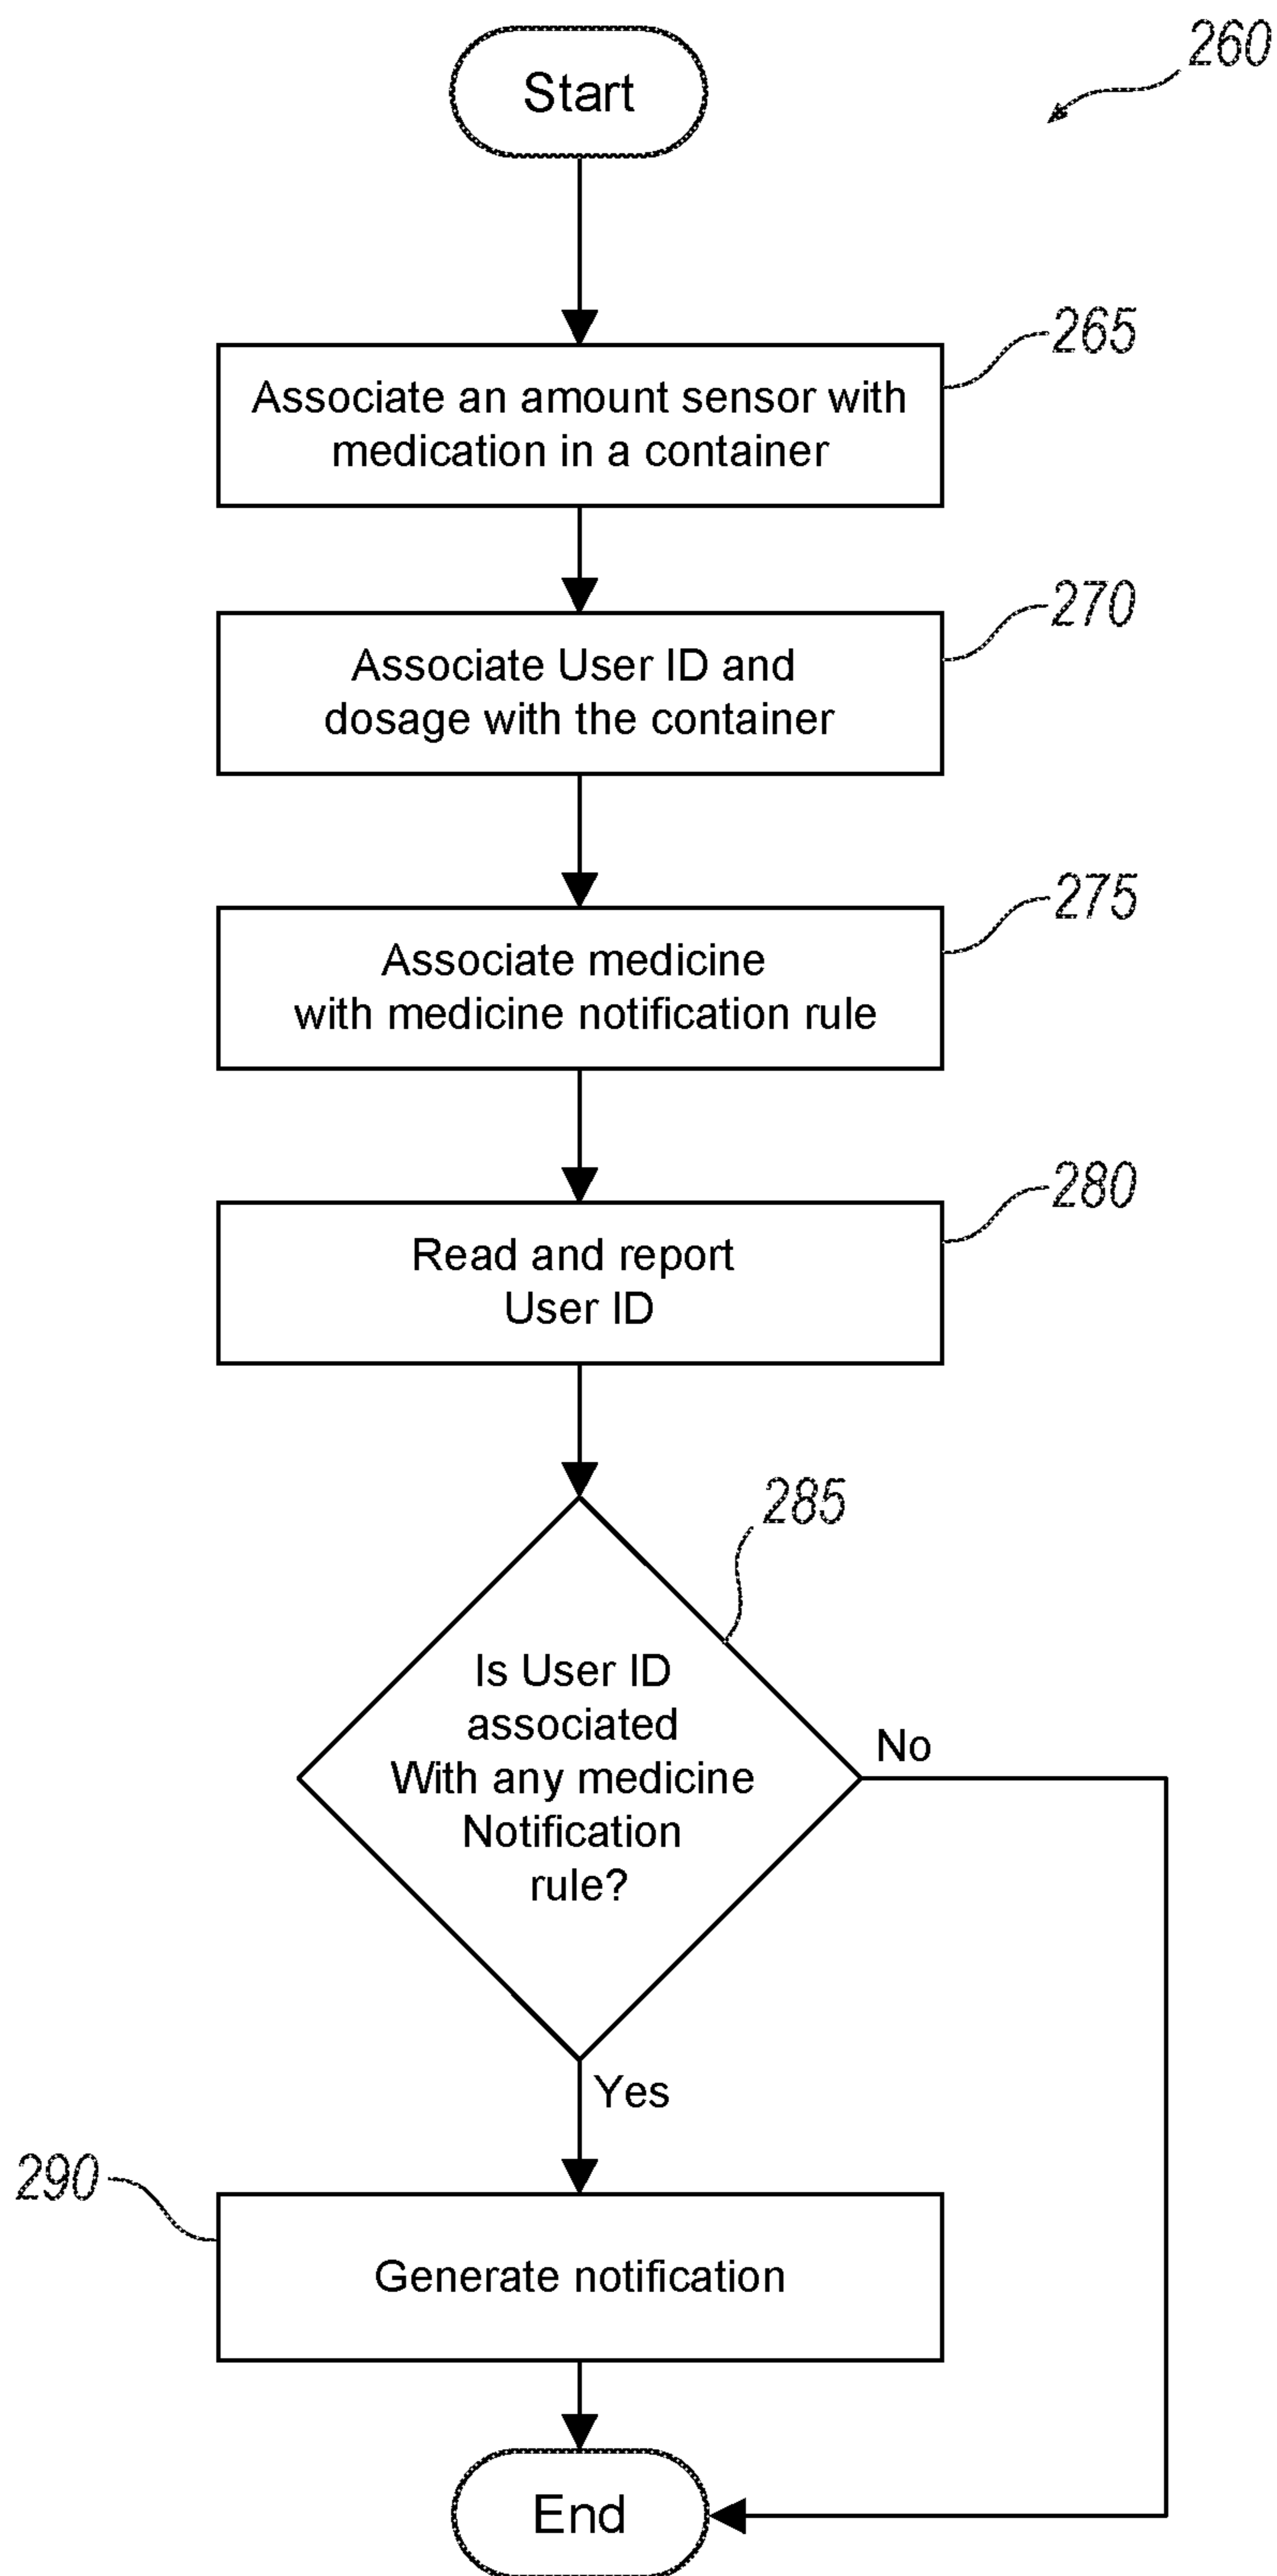 260
Start
265
Associate an amount sensor with
medication in a container
270
Associate User ID and
dosage with the container
275
Associate medicine
with medicine notification rule
280
Read and report
User ID
285
Is User ID
associated
With any medicine
Notification
rule?
No
Yes
290
Generate notification
End